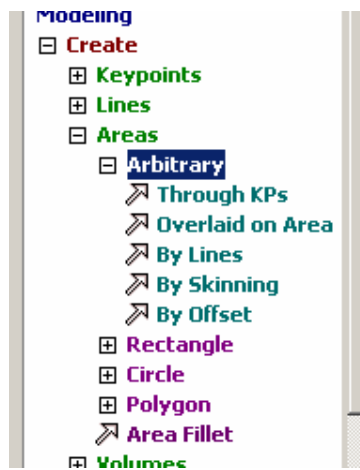 Modeling
Create
Keypoints
Lines
Areas
Arbitrary
Through KPs
Overlaid on Area
By Lines
By Skinning
By Offset
Rectangle
Circle
Polygon
Area Fillet
Volumes